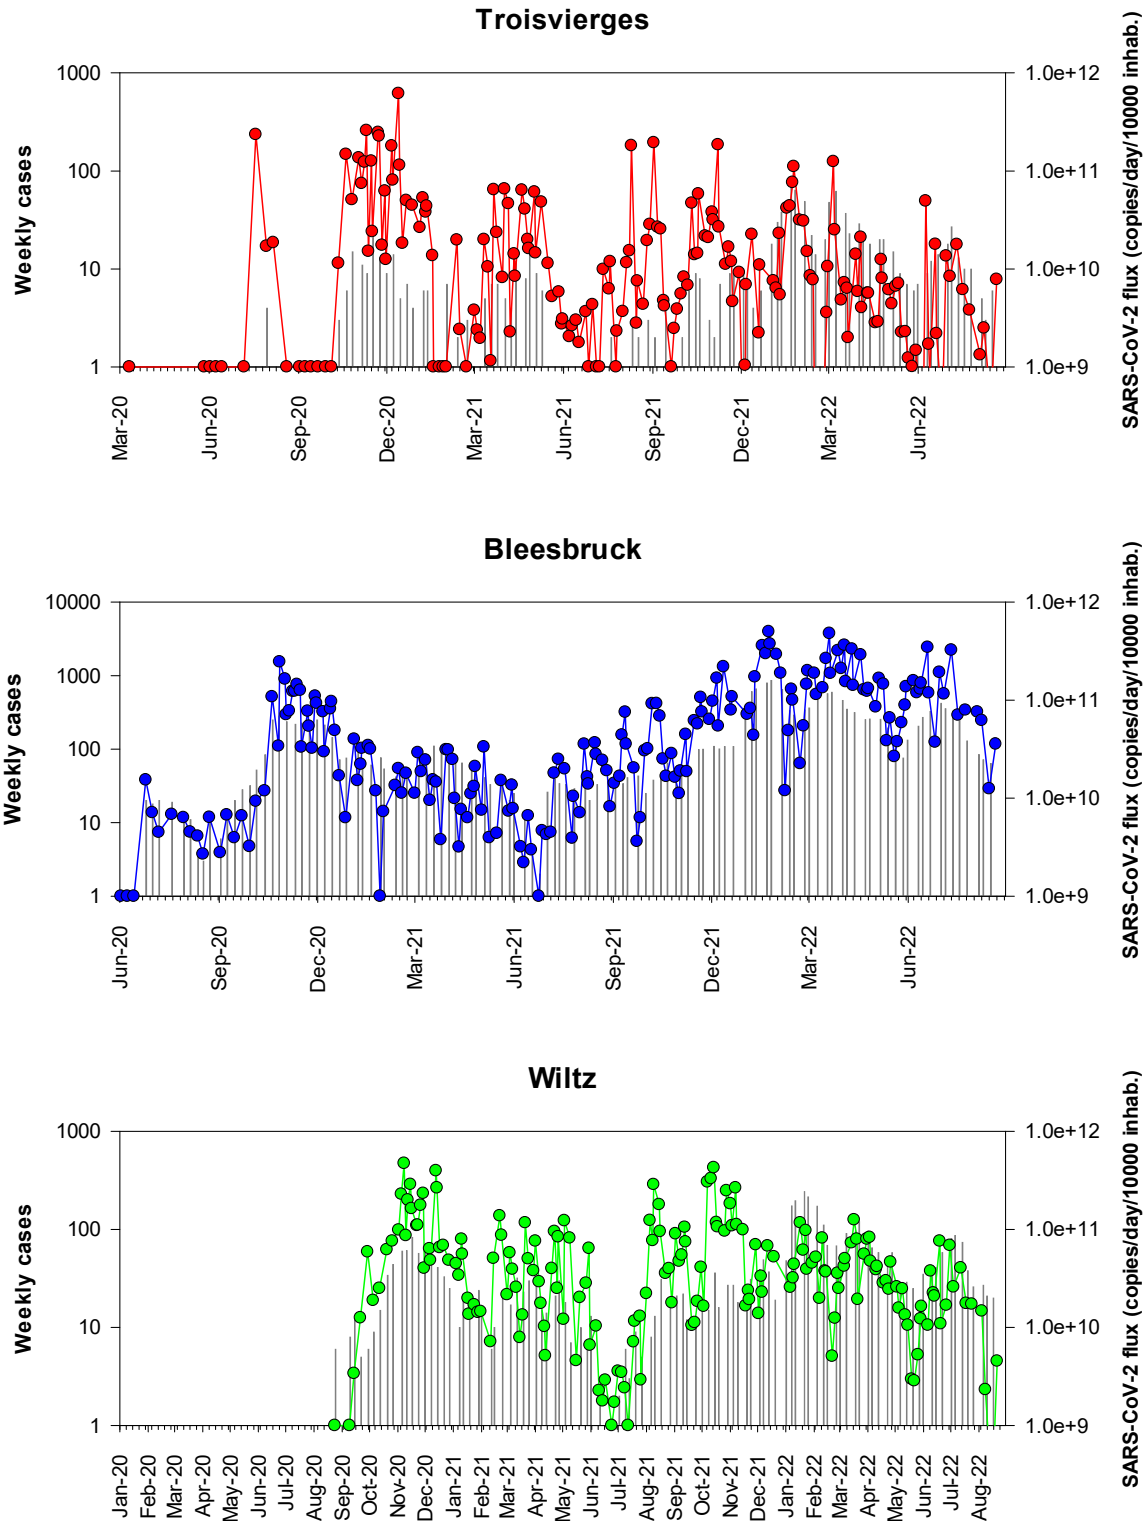 Troisvierges
Weekly cases
SARS-CoV-2 flux (copies/day/10000 inhab.)
1000
100
10
1
1.0e+12
1.0e+11
1.0e+10
1.0e+9
Mar-20
Jun-20
Sep-20
Dec-20
Mar-21
Jun-21
Sep-21
Dec-21
Mar-22
Jun-22
Bleesbruck
Weekly cases
SARS-CoV-2 flux (copies/day/10000 inhab.)
10000
1000
100
10
1
1.0e+12
1.0e+11
1.0e+10
1.0e+9
Jun-20
Sep-20
Dec-20
Mar-21
Jun-21
Sep-21
Dec-21
Mar-22
Jun-22
Wiltz
Weekly cases
SARS-CoV-2 flux (copies/day/10000 inhab.)
1000
100
10
1
1.0e+12
1.0e+11
1.0e+10
1.0e+9
Jan-20
Feb-20
Mar-20
Apr-20
May-20
Jun-20
Jul-20
Aug-20
Sep-20
Oct-20
Nov-20
Dec-20
Jan-21
Feb-21
Mar-21
Apr-21
May-21
Jun-21
Jul-21
Aug-21
Sep-21
Oct-21
Nov-21
Dec-21
Jan-22
Feb-22
Mar-22
Apr-22
May-22
Jun-22
Jul-22
Aug-22